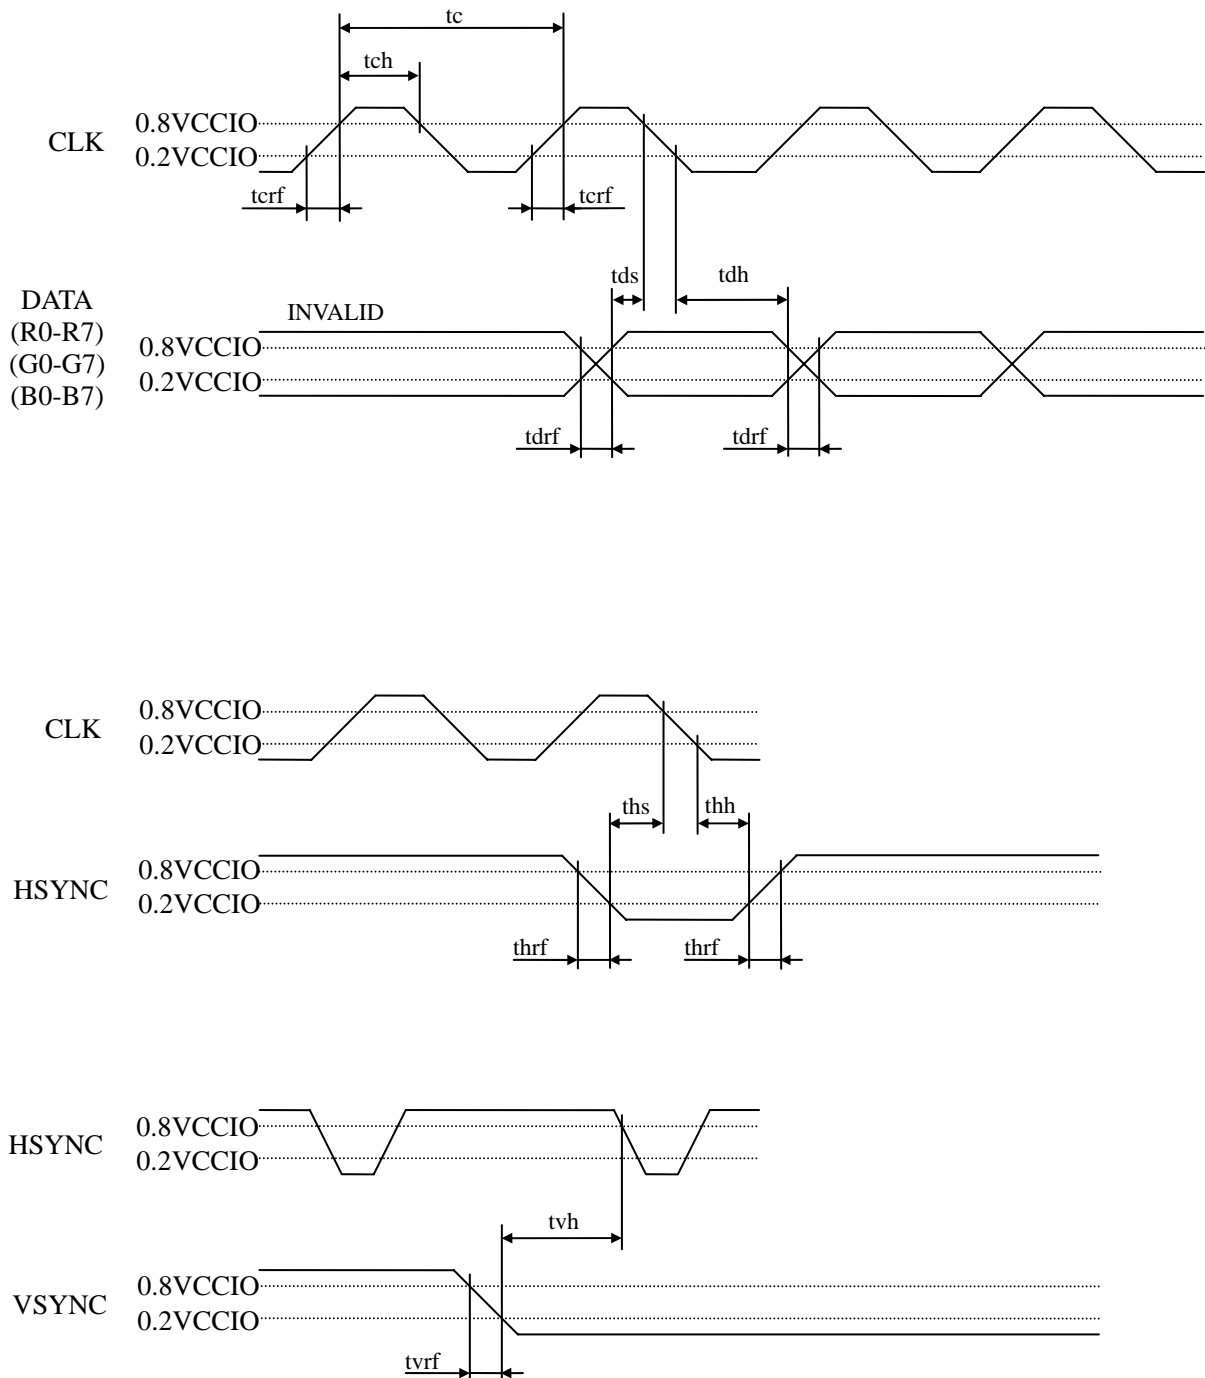 tc
tch
CLK
0.8VCCIO
0.2VCCIO
tcrf
tcrf
tds
tdh
DATA
(R0-R7)
(G0-G7)
(B0-B7)
INVALID
0.8VCCIO
0.2VCCIO
tdrf
tdrf
CLK
0.8VCCIO
0.2VCCIO
ths
thh
HSYNC
0.8VCCIO
0.2VCCIO
thrf
thrf
HSYNC
0.8VCCIO
0.2VCCIO
tvh
VSYNC
0.8VCCIO
0.2VCCIO
tvrf